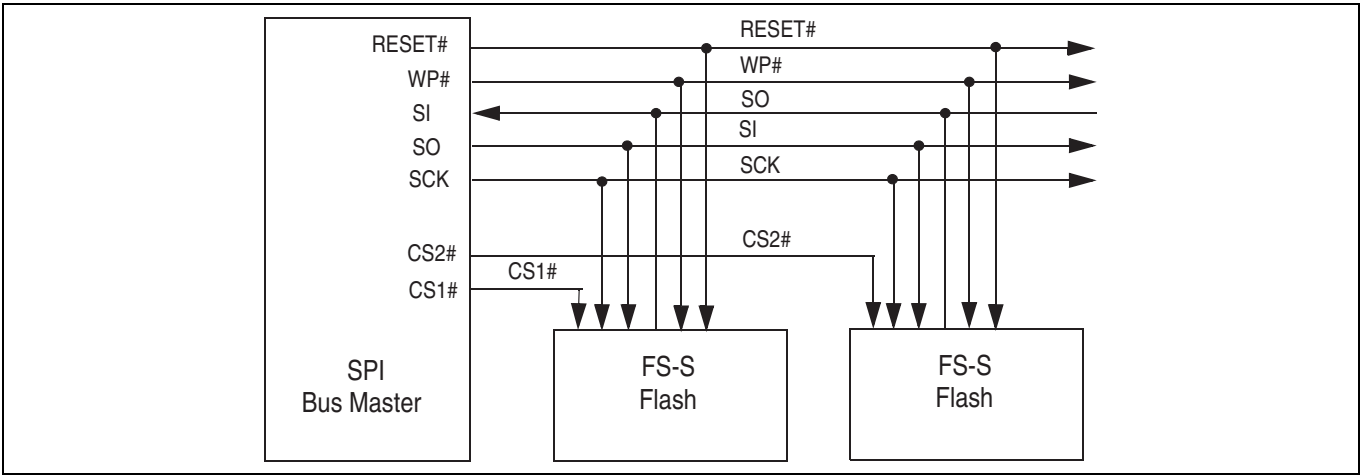 RESET#
RESET#
WP#
WP#
SI
SO
SO
SI
SCK
SCK
CS2#
CS2#
CS1#
CS1#
SPI
Bus Master
FS-S
Flash
FS-S
Flash